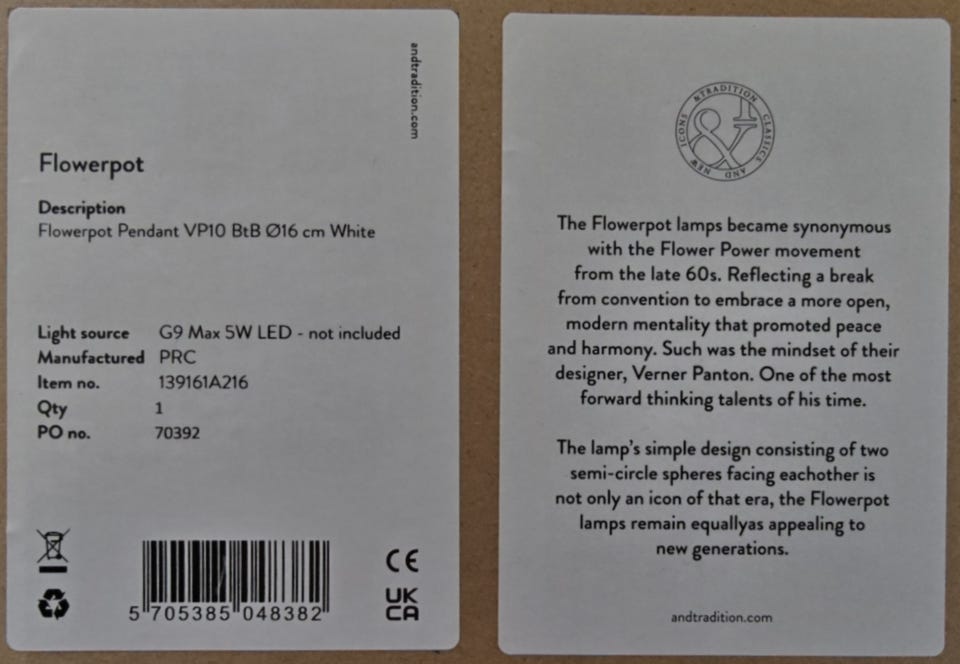 andtradition.com
Flowerpot
Description
Flowerpot Pendant VP10 BtB Ø16 cm White
Light source G9 Max 5W LED - not included
Manufactured PRC
Item no. 139161A216
Qty 1
PO no. 70392
5 705385 048382
CE
UK
CA
&TRADITION CLASSICS AND NEW ICONS
&
The Flowerpot lamps became synonymous
with the Flower Power movement
from the late 60s. Reflecting a break
from convention to embrace a more open,
modern mentality that promoted peace
and harmony. Such was the mindset of their
designer, Verner Panton. One of the most
forward thinking talents of his time.
The lamp's simple design consisting of two
semi-circle spheres facing eachother is
not only an icon of that era, the Flowerpot
lamps remain equallyas appealing to
new generations.
andtradition.com